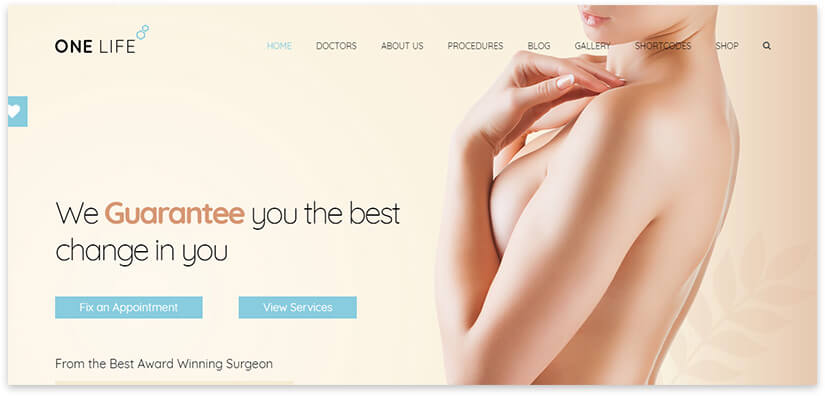 ONE LIFE
HOME DOCTORS ABOUT US PROCEDURES BLOG GALLERY SHORTCODES SHOP
We Guarantee you the best
change in you
Fix an Appointment View Services
From the Best Award Winning Surgeon